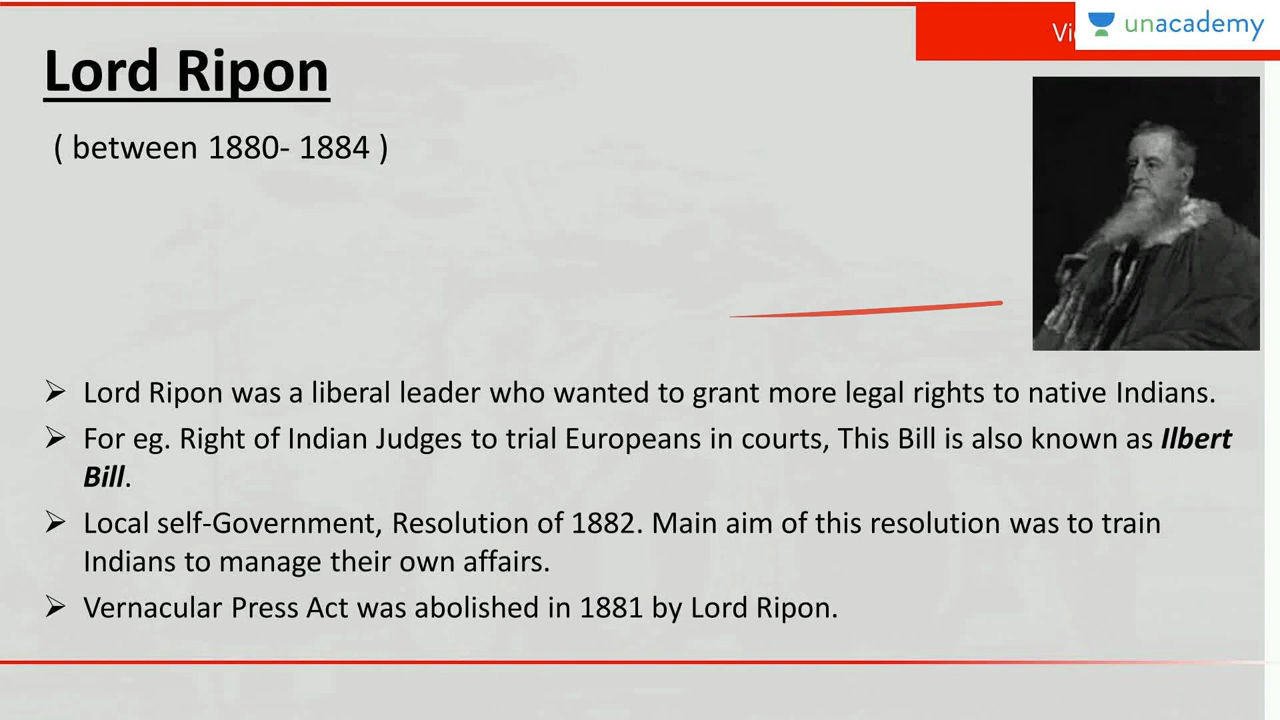 Lord Ripon
unacademy
( between 1880- 1884 )
➢ Lord Ripon was a liberal leader who wanted to grant more legal rights to native Indians.
➢ For eg. Right of Indian Judges to trial Europeans in courts, This Bill is also known as Ilbert
Bill.
➢ Local self-Government, Resolution of 1882. Main aim of this resolution was to train
Indians to manage their own affairs.
➢ Vernacular Press Act was abolished in 1881 by Lord Ripon.